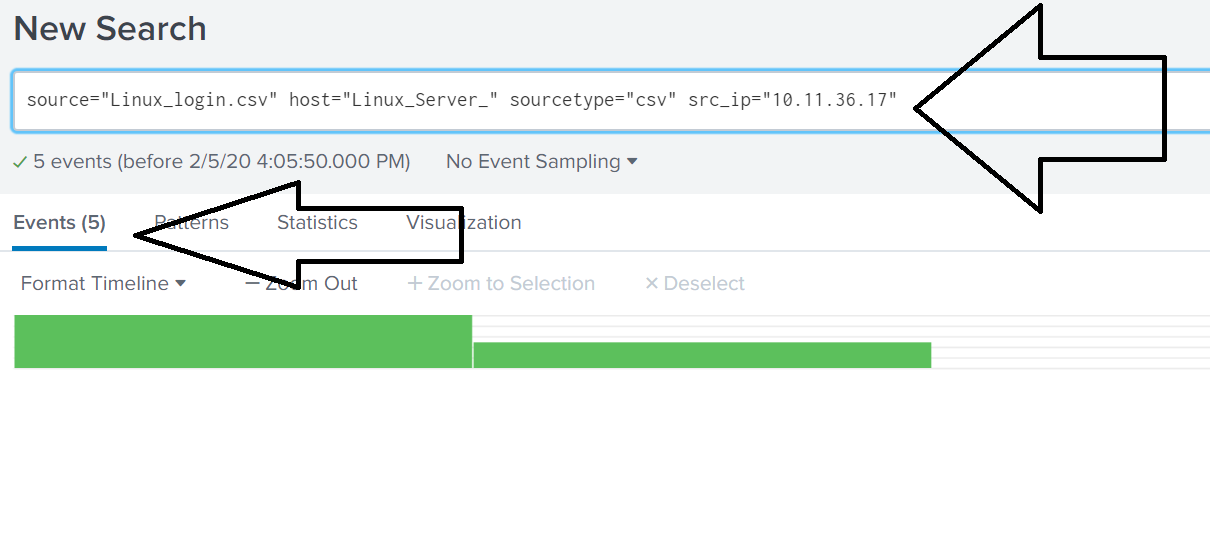 New Search
source="Linux_login.csv" host="Linux_Server_" sourcetype="csv" src_ip="10.11.36.17"
5 events (before 2/5/20 4:05:50.000 PM) No Event Sampling
Events (5) Patterns Statistics Visualization
Format Timeline Zoom Out Zoom to Selection Deselect